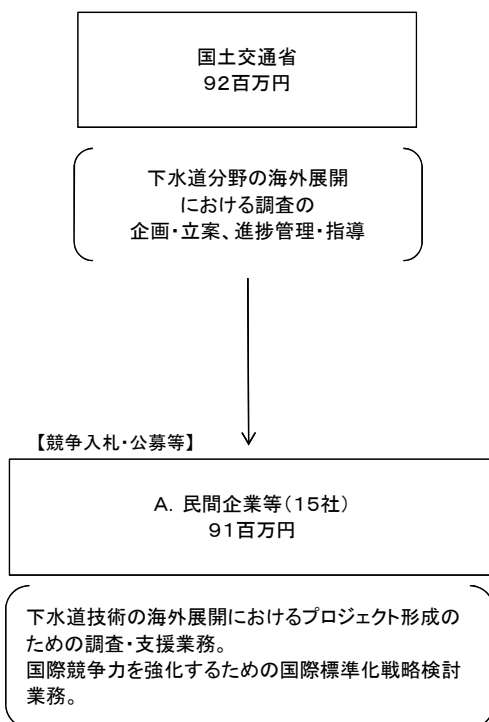 国土交通省
92百万円
下水道分野の海外展開
における調査の
企画・立案、進捗管理・指導
【競争入札・公募等】
A．民間企業等（15社）
91百万円
下水道技術の海外展開におけるプロジェクト形成の
ための調査・支援業務。
国際競争力を強化するための国際標準化戦略検討
業務。